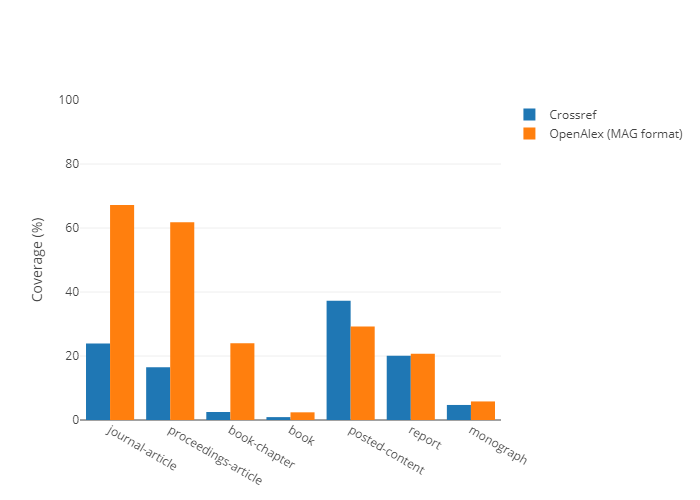 100
80
60
40
20
0
Coverage (%)
journal-article
proceedings-article
book-chapter
book
posted-content
report
monograph
Crossref
OpenAlex (MAG format)